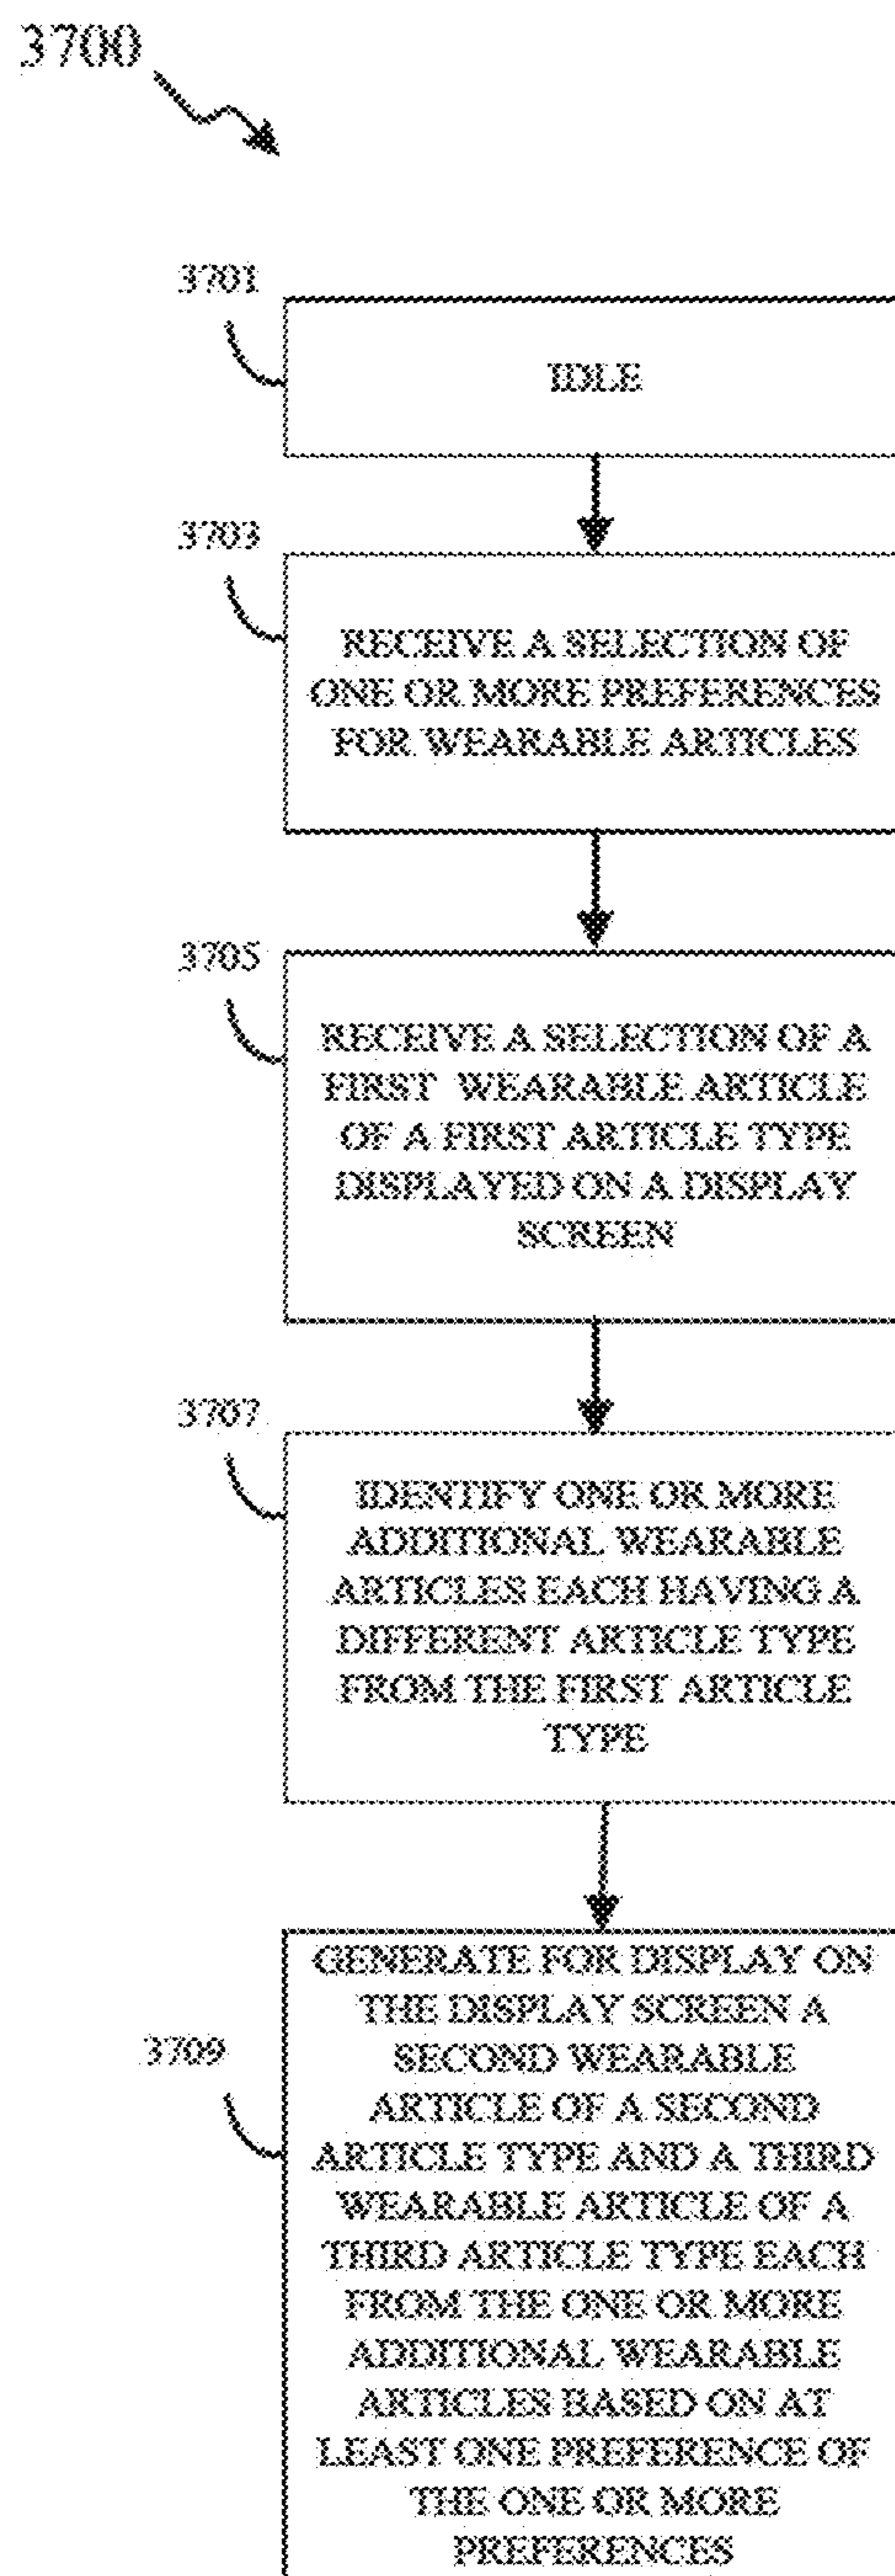 3700
3701
IDLE
3703
RECEIVE A SELECTION OF
ONE OR MORE PREFERENCES
FOR WEARABLE ARTICLES
3705
RECEIVE A SELECTION OF A
FIRST WEARABLE ARTICLE
OF A FIRST ARTICLE TYPE
DISPLAYED ON A DISPLAY
SCREEN
3707
IDENTIFY ONE OR MORE
ADDITIONAL WEARABLE
ARTICLES EACH HAVING A
DIFFERENT ARTICLE TYPE
FROM THE FIRST ARTICLE
TYPE
3709
GENERATE FOR DISPLAY ON
THE DISPLAY SCREEN A
SECOND WEARABLE
ARTICLE OF A SECOND
ARTICLE TYPE AND A THIRD
WEARABLE ARTICLE OF A
THIRD ARTICLE TYPE EACH
FROM THE ONE OR MORE
ADDITIONAL WEARABLE
ARTICLES BASED ON AT
LEAST ONE PREFERENCE OF
THE ONE OR MORE
PREFERENCES